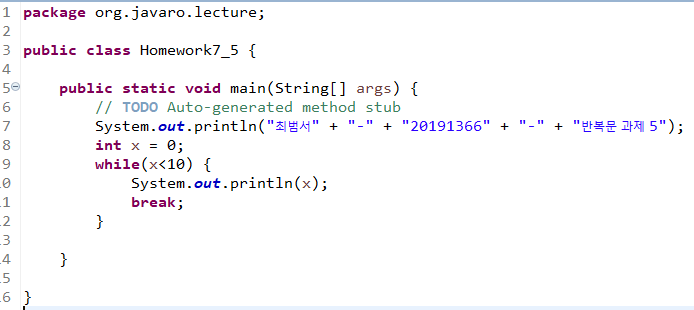 1 package org.javaro.lecture;
2
3 public class Homework7_5 {
4
5 public static void main(String[] args) {
6 // TODO Auto-generated method stub
7 System.out.println("최범서" + "-" + "20191366" + "-" + "반복문 과제 5");
8 int x = 0;
9 while(x<10) {
0 System.out.println(x);
1 break;
2 }
3
4 }
5
6 }